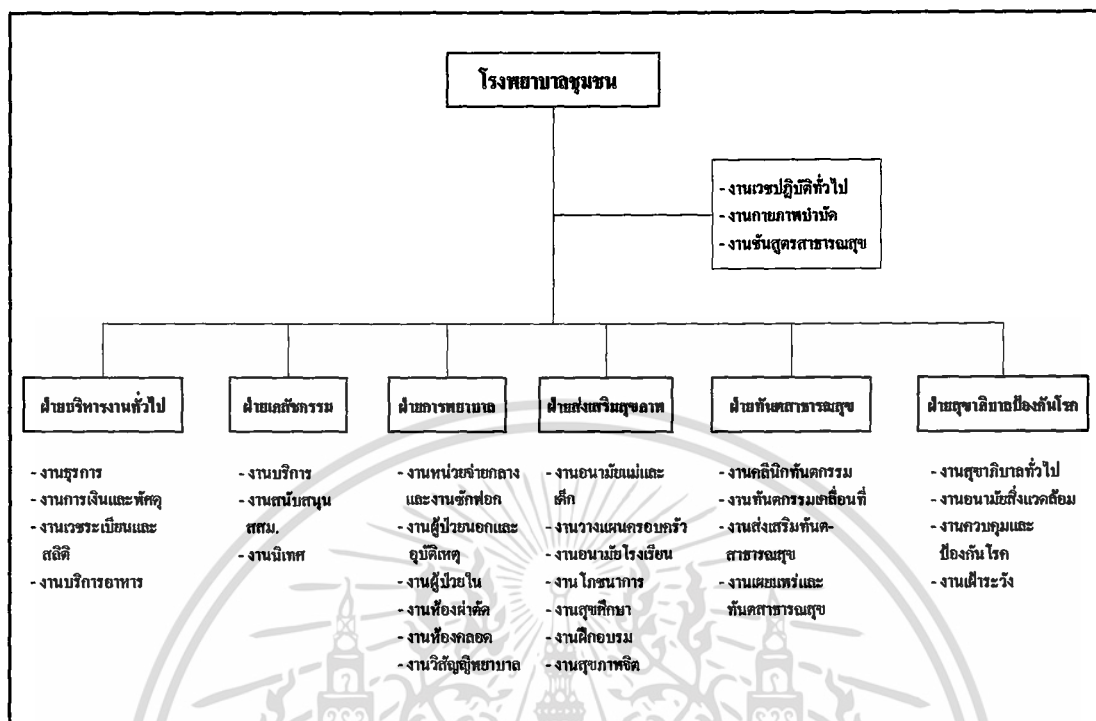 โรงพยาบาลชุมชน
- งานเวชปฏิบัติทั่วไป
- งานกายภาพบำบัด
- งานชันสูตรสาธารณสุข
ฝ่ายบริหารงานทั่วไป
- งานธุรการ
- งานการเงินและพัสดุ
- งานเวชระเบียนและ
สถิติ
- งานบริการอาหาร
ฝ่ายเภสัชกรรม
- งานบริการ
- งานสนับสนุน
สสม.
- งานนิเทศ
ฝ่ายการพยาบาล
- งานหน่วยจ่ายกลาง
และงานซักฟอก
- งานผู้ป่วยนอกและ
อุบัติเหตุ
- งานผู้ป่วยใน
- งานห้องผ่าตัด
- งานห้องคลอด
- งานวิสัญญีพยาบาล
ฝ่ายส่งเสริมสุขภาพ
- งานอนามัยแม่และ
เด็ก
- งานวางแผนครอบครัว
- งานอนามัยโรงเรียน
- งานโภชนาการ
- งานสุขศึกษา
- งานฝึกอบรม
- งานสุขภาพจิต
ฝ่ายทันตสาธารณสุข
- งานคลีนิกทันตกรรม
- งานทันตกรรมเคลื่อนที่
- งานส่งเสริมทันต-
สาธารณสุข
- งานเผยแพร่และ
ทันตสาธารณสุข
ฝ่ายสุขาภิบาลป้องกันโรค
- งานสุขาภิบาลทั่วไป
- งานอนามัยสิ่งแวดล้อม
- งานควบคุมและ
ป้องกันโรค
- งานเฝ้าระวัง